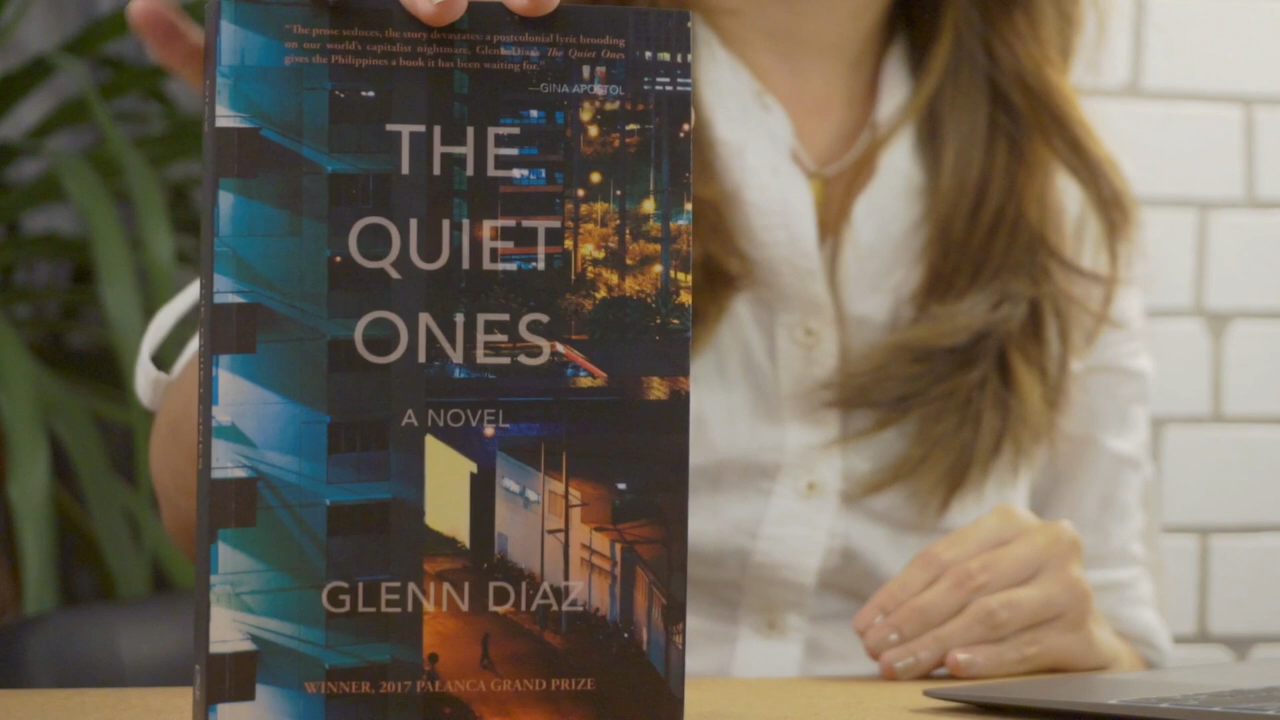 "The prose seduces, the story devastates: a postcolonial lyric brooding
on our world's capitalist nightmare. Glenn Diaz's The Quiet Ones
gives the Philippines a book it has been waiting for."
—GINA APOSTOL
THE
QUIET
ONES
A NOVEL
GLENN DIAZ
WINNER, 2017 PALANCA GRAND PRIZE